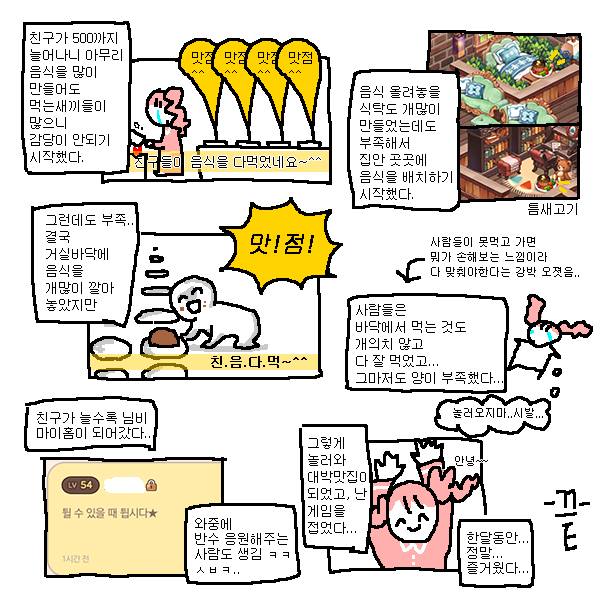 친구가 500까지
늘어나니 아무리
음식을 많이
만들어도
먹는새끼들이
많으니
감당이 안되기
시작했다.
맛점
^^
맛점
^^
맛점
^^
맛점
^^
친구들이 음식을 다먹었네요~^^
음식 올려놓을
식탁도 개많이
만들었는데도
부족해서
집안 곳곳에
음식을 배치하기
시작했다.
틈새고기
그런데도 부족..
결국
거실바닥에
음식을
개많이 깔아
놓았지만
맛!점!
친.음.다.먹~^^
사람들이 못먹고 가면
뭐가 손해보는 느낌이라
다 맞춰야한다는 강박 오졌음..
사람들은
바닥에서 먹는 것도
개의치 않고
다 잘 먹었고...
그마저도 양이 부족했다...
놀러오지마..시발...
친구가 늘수록 님비
마이홈이 되어갔다...
LV 54
튈 수 있을 때 튑시다★
1시간 전
와중에
반수 응원해주는
사람도 생김 ㅋㅋ
ㅅㅂㅋ..
그렇게
놀러와
대박맛집이
되었고, 난
게임을
접었다...
안녕~~
한달동안...
정말...
즐거웠다...
-끝-